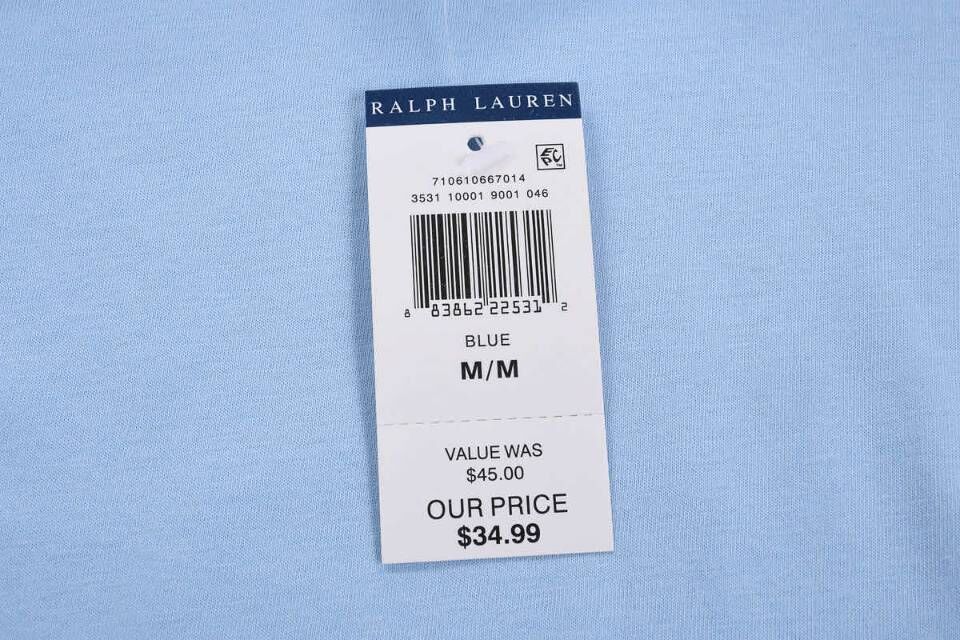 RALPH LAUREN
EPC
710610667014
3531 10001 9001 046
8 83862 22531 2
BLUE
M/M
VALUE WAS
$45.00
OUR PRICE
$34.99